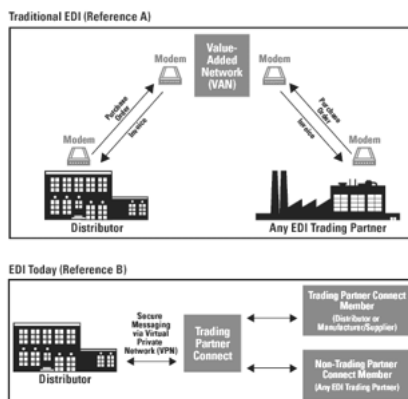 Traditional EDI (Reference A)
Modem
Value-
Added
Network
(VAN)
Modem
Purchase
Order
Invoice
Purchase
Order
Invoice
Modem
Modem
Distributor
Any EDI Trading Partner
EDI Today (Reference B)
Secure
Messaging
via Virtual
Private
Network (VPN)
Trading
Partner
Connect
Trading Partner Connect
Member
(Distributor or
Manufacturer/Supplier)
Non-Trading Partner
Connect Member
(Any EDI Trading Partner)
Distributor